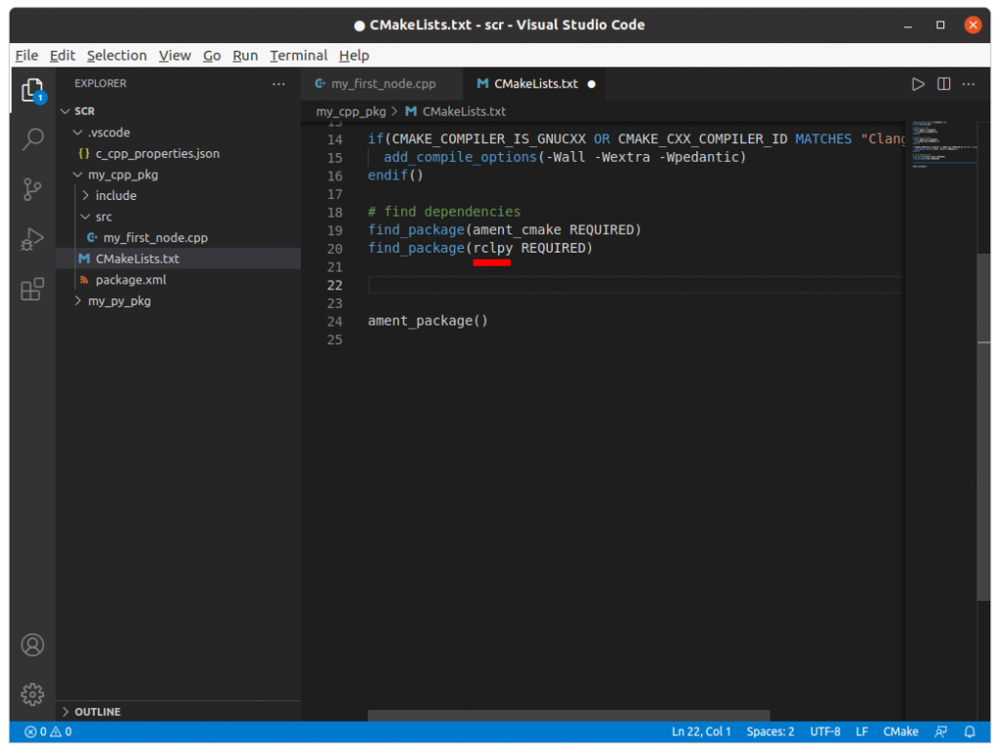 CMakeLists.txt - scr - Visual Studio Code
File Edit Selection View Go Run Terminal Help
EXPLORER
SCR
.vscode
{} c_cpp_properties.json
my_cpp_pkg
include
src
my_first_node.cpp
M CMakeLists.txt
package.xml
my_py_pkg
OUTLINE
1
my_first_node.cpp M CMakeLists.txt
my_cpp_pkg > M CMakeLists.txt
13
14 if(CMAKE_COMPILER_IS_GNUCXX OR CMAKE_CXX_COMPILER_ID MATCHES "Clang
15 add_compile_options(-Wall -Wextra -Wpedantic)
16 endif()
17
18 # find dependencies
19 find_package(ament_cmake REQUIRED)
20 find_package(rclpy REQUIRED)
21
22
23
24 ament_package()
25
0 0 Ln 22, Col 1 Spaces: 2 UTF-8 LF CMake